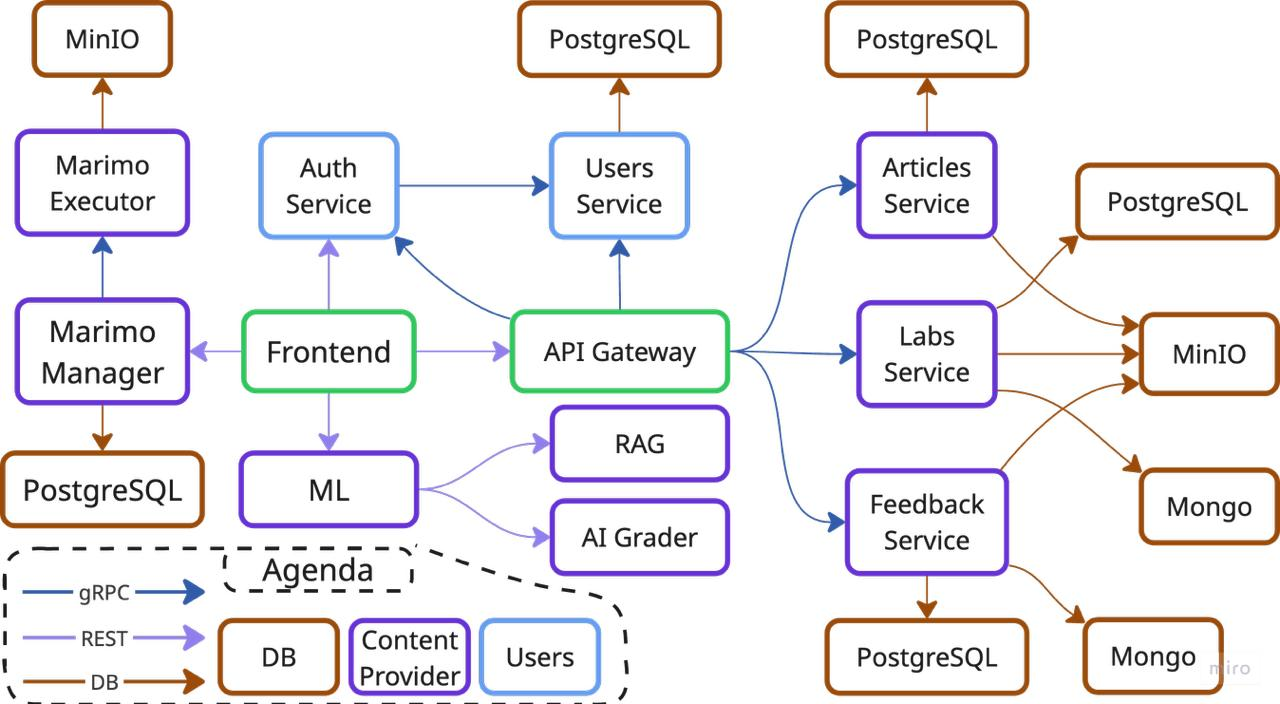 MinIO
PostgreSQL
PostgreSQL
Marimo
Executor
Auth
Service
Users
Service
Articles
Service
PostgreSQL
Marimo
Manager
Frontend
API Gateway
Labs
Service
MinIO
RAG
PostgreSQL
ML
AI Grader
Feedback
Service
Mongo
Agenda
gRPC
REST
DB
DB
Content
Provider
Users
PostgreSQL
Mongo
miro